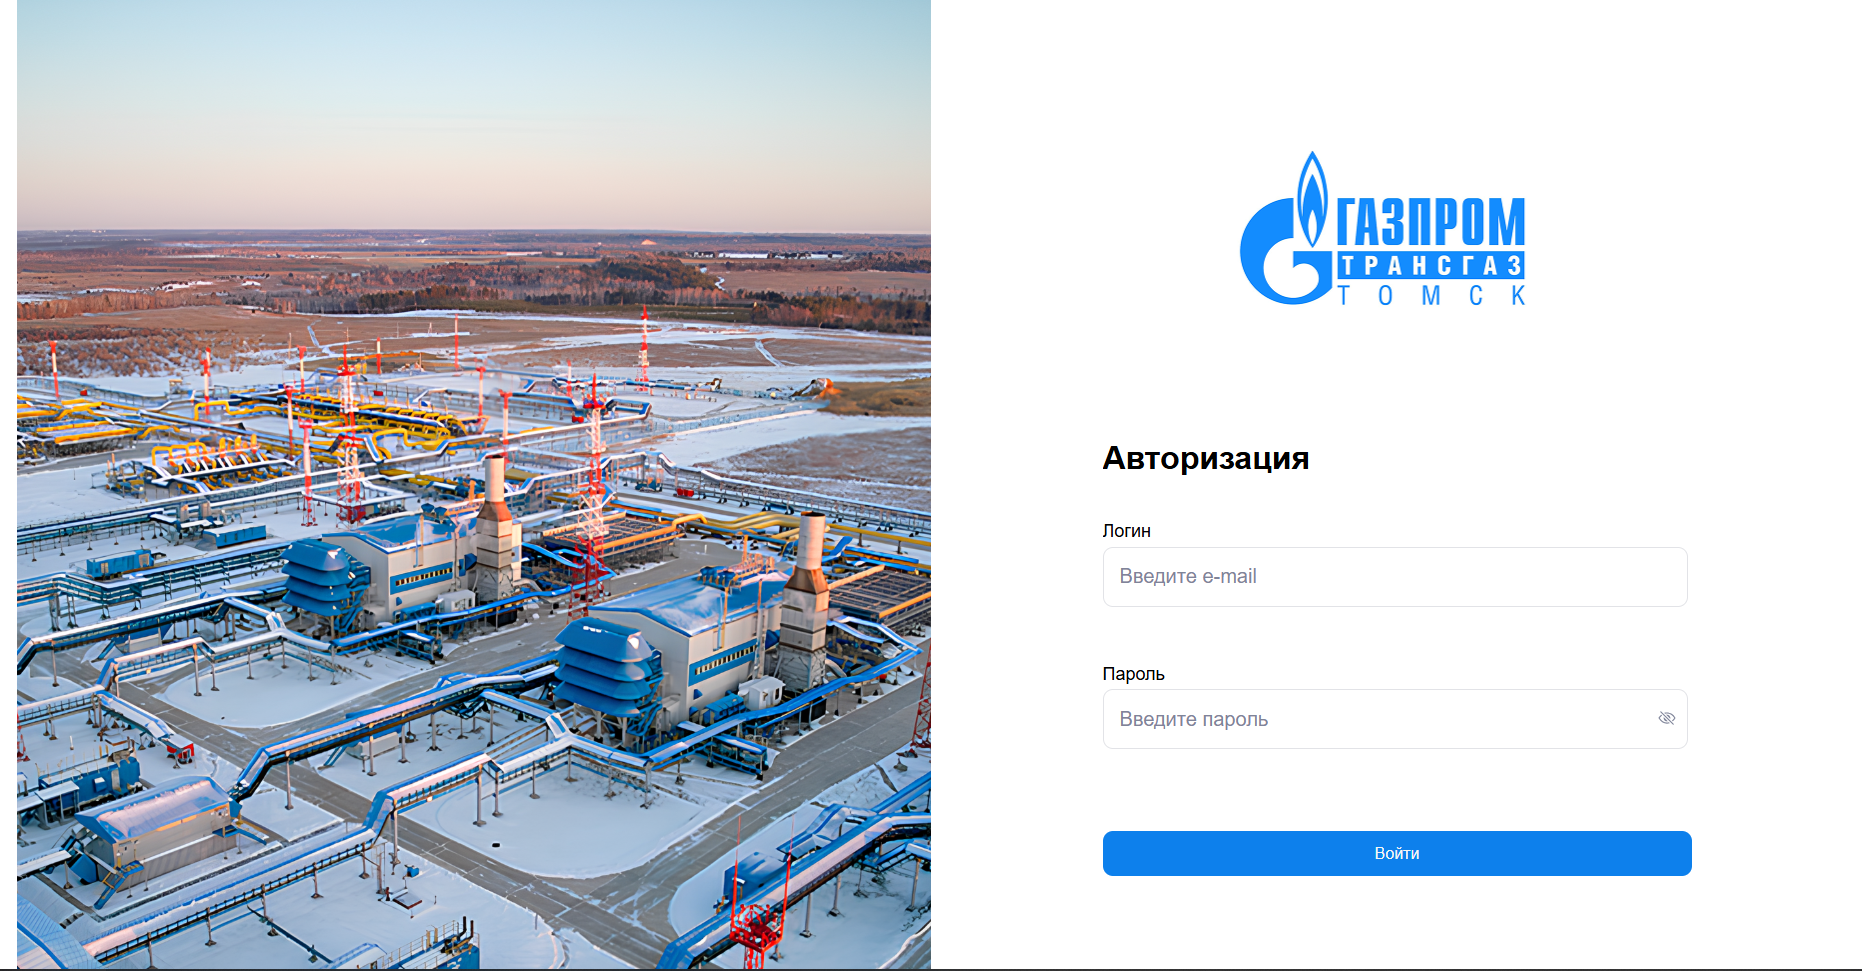 ГАЗПРОМ
ТРАНСГАЗ
ТОМСК
Авторизация
Логин
Введите e-mail
Пароль
Введите пароль
Войти